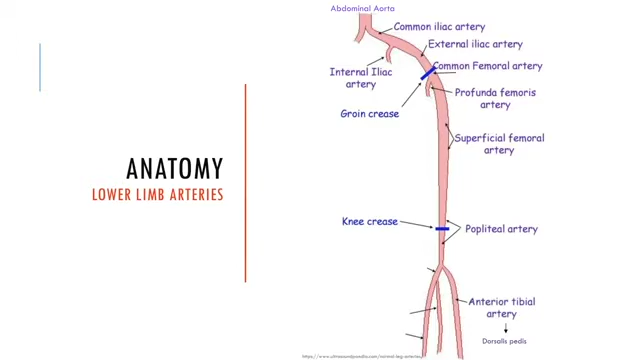 Abdominal Aorta
Common iliac artery
External iliac artery
Common Femoral artery
Internal Iliac
artery
Profunda femoris
artery
Groin crease
Superficial femoral
artery
ANATOMY
LOWER LIMB ARTERIES
Knee crease
Popliteal artery
Anterior tibial
artery
Dorsalis pedis